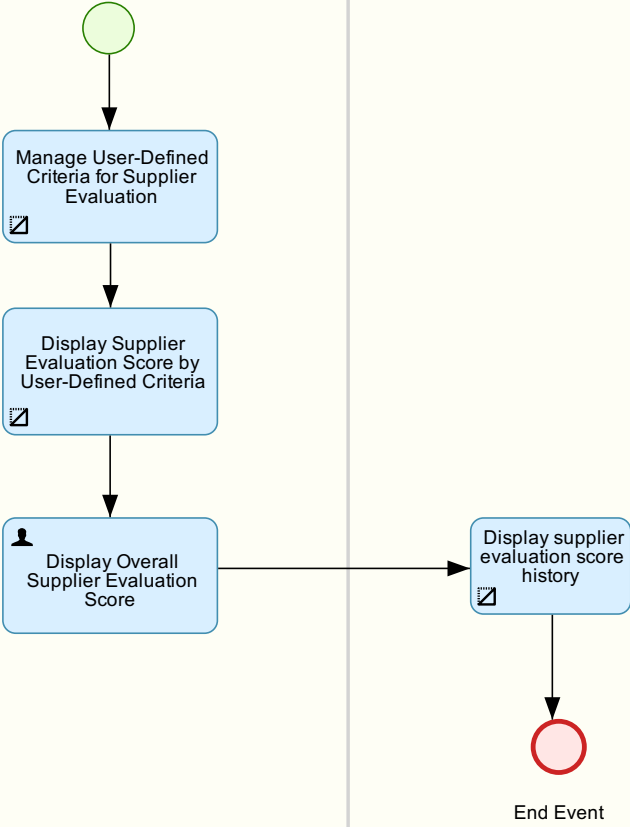 Manage User-Defined
Criteria for Supplier
Evaluation
Display Supplier
Evaluation Score by
User-Defined Criteria
Display Overall
Supplier Evaluation
Score
Display supplier
evaluation score
history
End Event